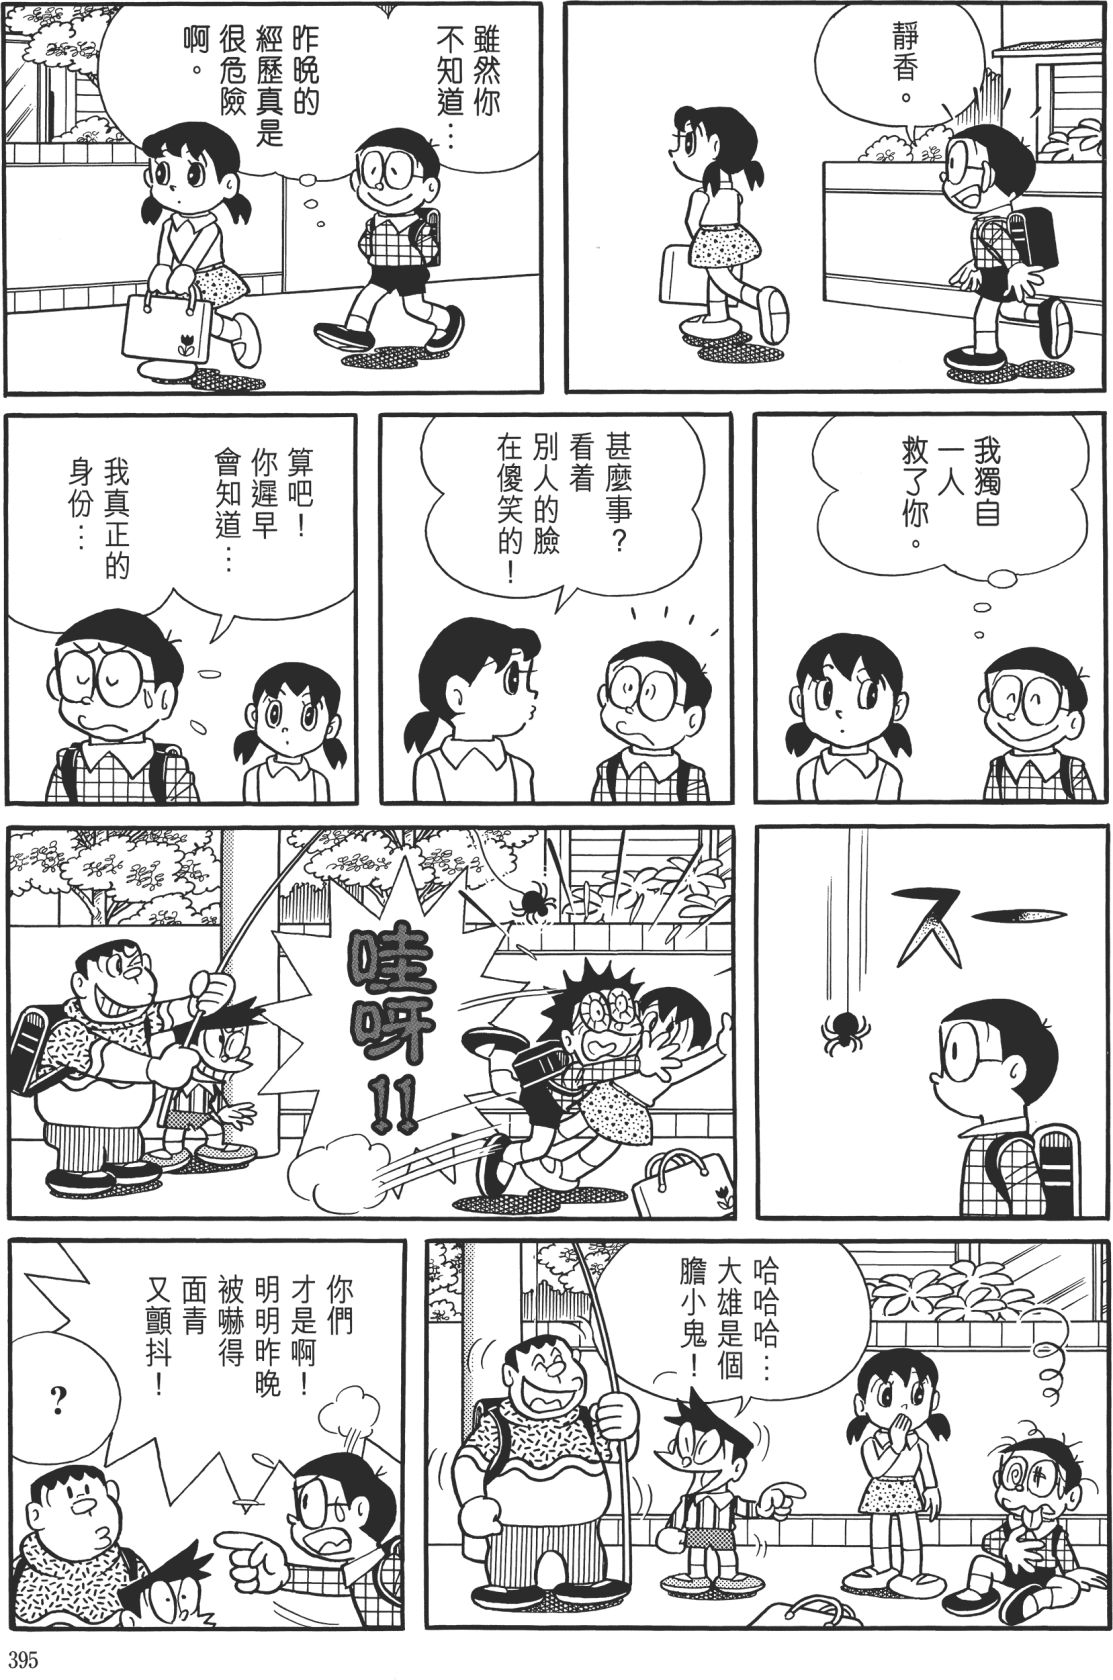 靜香。
雖然你
不知道…
昨晚的
經歷真是
很危險
啊。
我獨自
一人
救了你。
甚麼事？
看着
別人的臉
在傻笑的！
算吧！
你遲早
會知道…
我真正的
身份…
スー
哇呀!!
哈哈哈…
大雄是個
膽小鬼！
你們
才是啊！
明明昨晚
被嚇得
面青
又顫抖！
?
395